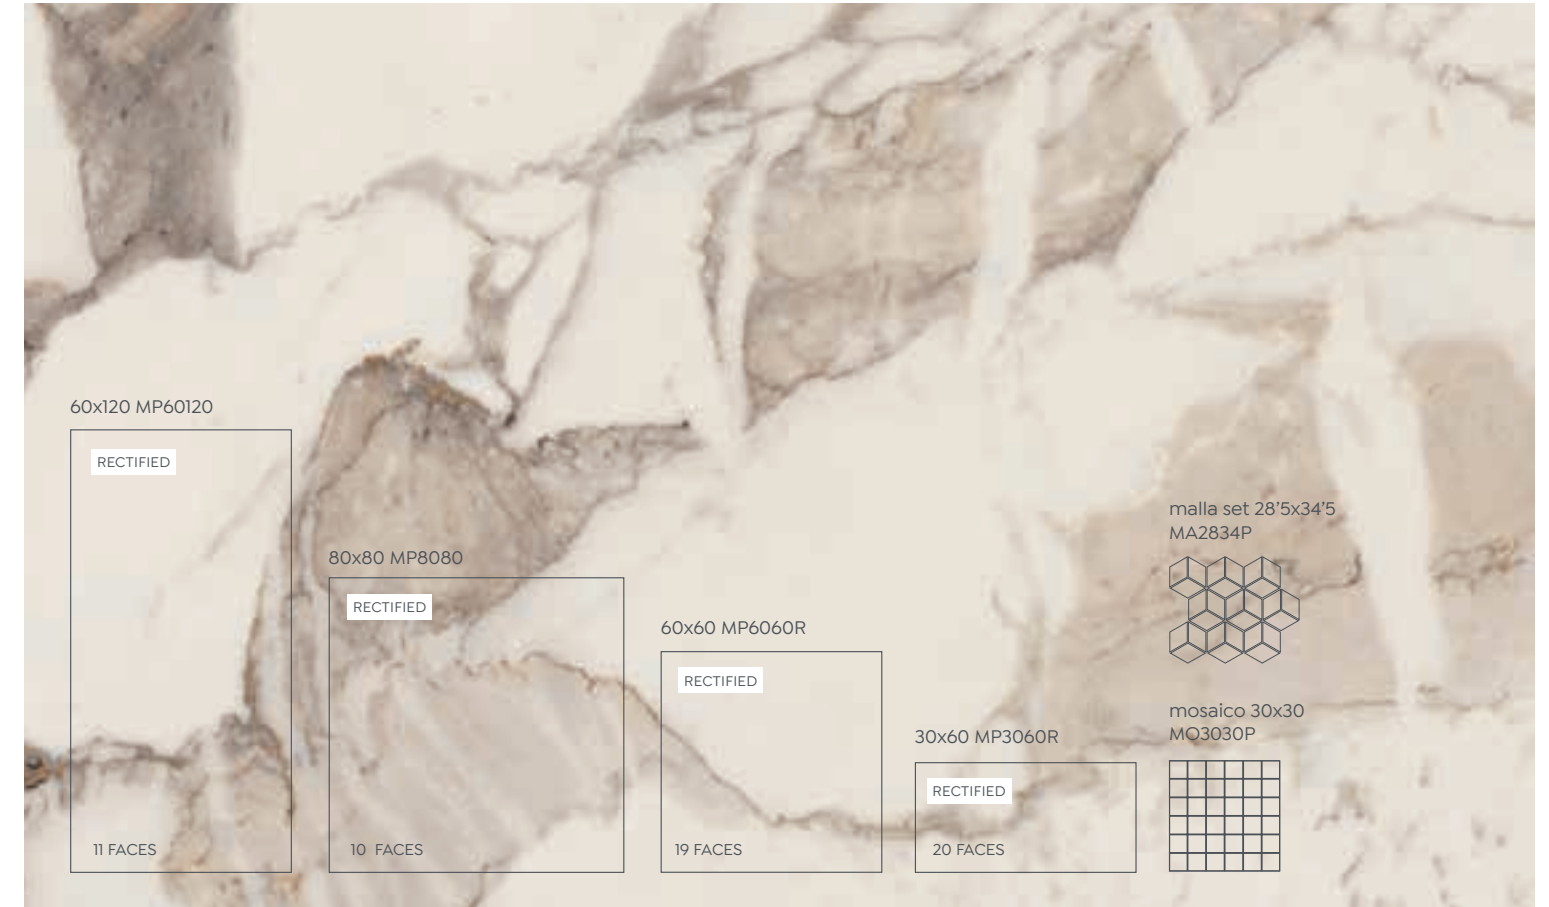 60x120 MP60120
RECTIFIED
11 FACES
80x80 MP8080
RECTIFIED
10 FACES
60x60 MP6060R
RECTIFIED
19 FACES
30x60 MP3060R
RECTIFIED
20 FACES
malla set 28'5x34'5
MA2834P
mosaico 30x30
MO3030P